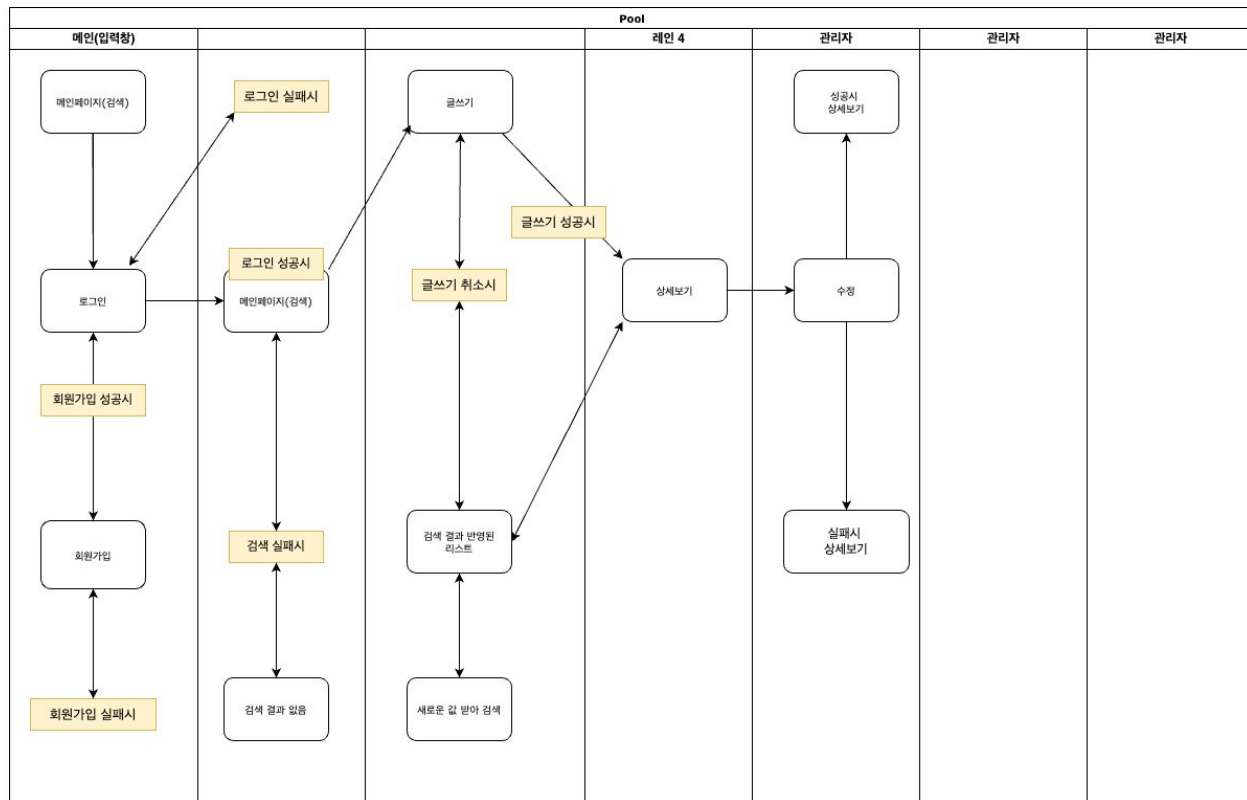 Pool
메인(입력창)
레인 4
관리자
관리자
관리자
메인페이지(검색)
로그인 실패시
글쓰기
성공시
상세보기
글쓰기 성공시
로그인
로그인 성공시
메인페이지(검색)
글쓰기 취소시
상세보기
수정
회원가입 성공시
회원가입
검색 실패시
검색 결과 반영된
리스트
실패시
상세보기
회원가입 실패시
검색 결과 없음
새로운 값 받아 검색